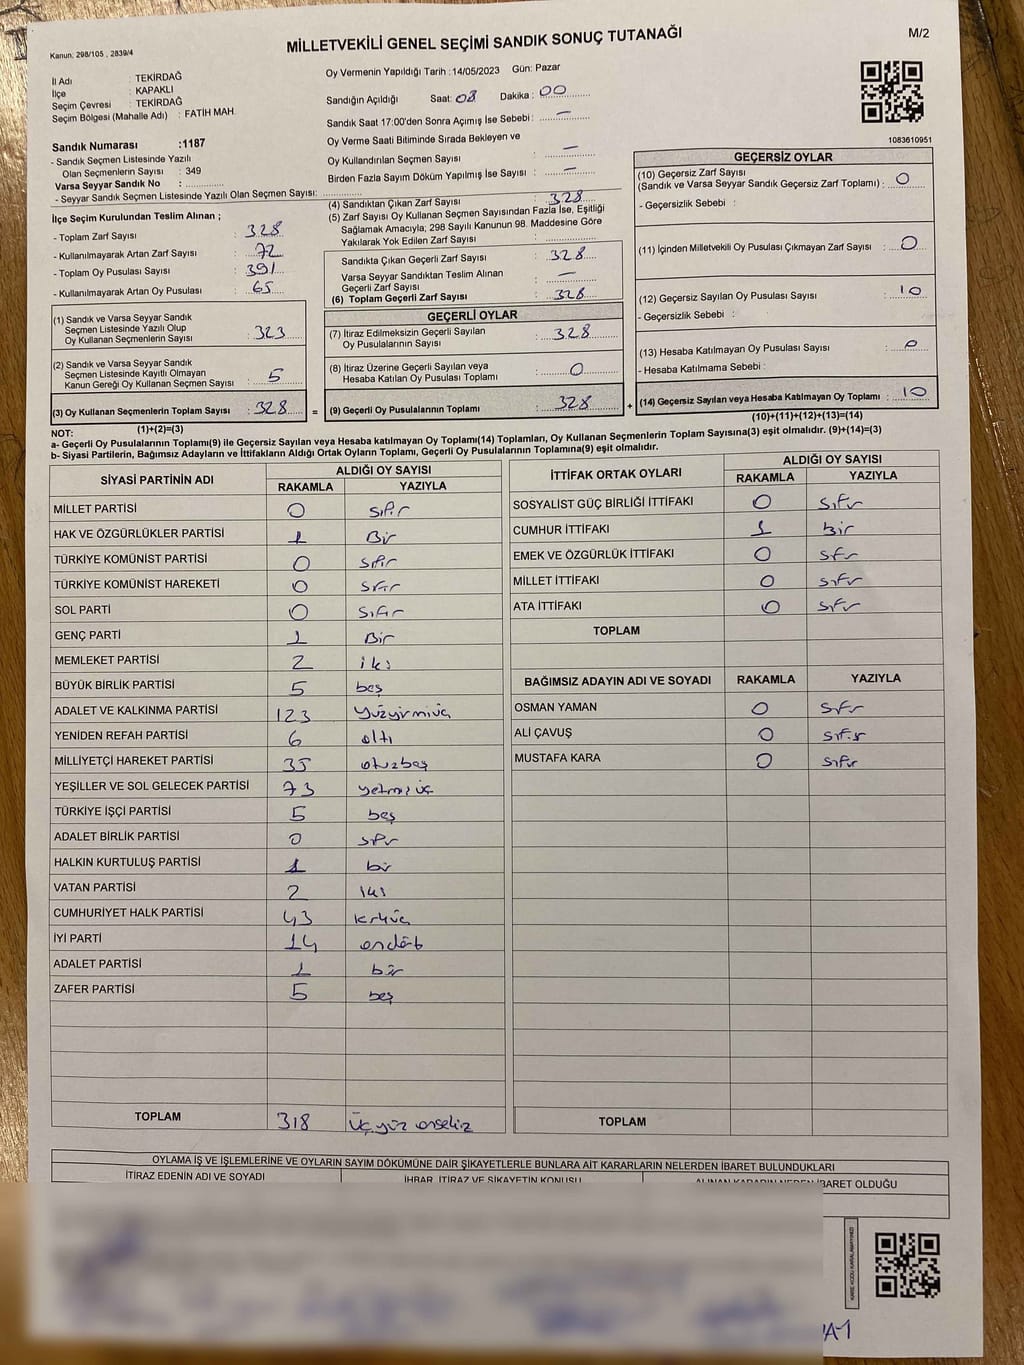 MİLLETVEKİLİ GENEL SEÇİMİ SANDIK SONUÇ TUTANAĞI
M/2
Kanun: 298/105 , 2839/4
İl Adı : TEKİRDAĞ
İlçe : KAPAKLI
Seçim Çevresi : TEKİRDAĞ
Seçim Bölgesi (Mahalle Adı) : FATİH MAH
Oy Vermenin Yapıldığı Tarih : 14/05/2023 Gün: Pazar
Sandığın Açıldığı Saat: 08 Dakika : 00
Sandık Saat 17:00'den Sonra Açımış İse Sebebi : —
Oy Verme Saati Bitiminde Sırada Bekleyen ve
Oy Kullandırılan Seçmen Sayısı : —
Birden Fazla Sayım Döküm Yapılmış İse Sayısı : —
Sandık Numarası :1187
- Sandık Seçmen Listesinde Yazılı
Olan Seçmenlerin Sayısı : 349
Varsa Seyyar Sandık No :
- Seyyar Sandık Seçmen Listesinde Yazılı Olan Seçmen Sayısı:
İlçe Seçim Kurulundan Teslim Alınan ;
- Toplam Zarf Sayısı : 328
- Kullanılmayarak Artan Zarf Sayısı : 72
- Toplam Oy Pusulası Sayısı : 391
- Kullanılmayarak Artan Oy Pusulası : 65
(1) Sandık ve Varsa Seyyar Sandık
Seçmen Listesinde Yazılı Olup
Oy Kullanan Seçmenlerin Sayısı : 323
(2) Sandık ve Varsa Seyyar Sandık
Seçmen Listesinde Kayıtlı Olmayan
Kanun Gereği Oy Kullanan Seçmen Sayısı : 5
(3) Oy Kullanan Seçmenlerin Toplam Sayısı : 328 =
(1)+(2)=(3)
(4) Sandıktan Çıkan Zarf Sayısı : 328
(5) Zarf Sayısı Oy Kullanan Seçmen Sayısından Fazla İse, Eşitliği
Sağlamak Amacıyla; 298 Sayılı Kanunun 98. Maddesine Göre
Yakılarak Yok Edilen Zarf Sayısı :
Sandıkta Çıkan Geçerli Zarf Sayısı : 328
Varsa Seyyar Sandıktan Teslim Alınan
Geçerli Zarf Sayısı : —
(6) Toplam Geçerli Zarf Sayısı : 328
GEÇERLİ OYLAR
(7) İtiraz Edilmeksizin Geçerli Sayılan
Oy Pusulalarının Sayısı : 328
(8) İtiraz Üzerine Geçerli Sayılan veya
Hesaba Katılan Oy Pusulası Toplamı : 0
(9) Geçerli Oy Pusulalarının Toplamı : 328 +
1083610951
GEÇERSİZ OYLAR
(10) Geçersiz Zarf Sayısı
(Sandık ve Varsa Seyyar Sandık Geçersiz Zarf Toplamı) : 0
- Geçersizlik Sebebi :
(11) İçinden Milletvekili Oy Pusulası Çıkmayan Zarf Sayısı : 0
(12) Geçersiz Sayılan Oy Pusulası Sayısı : 10
- Geçersizlik Sebebi :
(13) Hesaba Katılmayan Oy Pusulası Sayısı : 0
- Hesaba Katılmama Sebebi :
(14) Geçersiz Sayılan veya Hesaba Katılmayan Oy Toplamı : 10
(10)+(11)+(12)+(13)=(14)
NOT:
a- Geçerli Oy Pusulalarının Toplamı(9) ile Geçersiz Sayılan veya Hesaba katılmayan Oy Toplamı(14) Toplamları, Oy Kullanan Seçmenlerin Toplam Sayısına(3) eşit olmalıdır. (9)+(14)=(3)
b- Siyasi Partilerin, Bağımsız Adayların ve İttifakların Aldığı Oyların Toplamı, Geçerli Oy Pusulalarının Toplamına(9) eşit olmalıdır.
SİYASİ PARTİNİN ADI ALDIĞI OY SAYISI
RAKAMLA YAZIYLA
MİLLET PARTİSİ 0 sıfır
HAK VE ÖZGÜRLÜKLER PARTİSİ 1 Bir
TÜRKİYE KOMÜNİST PARTİSİ 0 sıfır
TÜRKİYE KOMÜNİST HAREKETİ 0 sıfır
SOL PARTİ 0 sıfır
GENÇ PARTİ 1 Bir
MEMLEKET PARTİSİ 2 iki
BÜYÜK BİRLİK PARTİSİ 5 beş
ADALET VE KALKINMA PARTİSİ 123 yüzyirmiüç
YENİDEN REFAH PARTİSİ 6 altı
MİLLİYETÇİ HAREKET PARTİSİ 35 otuzbeş
YEŞİLLER VE SOL GELECEK PARTİSİ 73 yetmişüç
TÜRKİYE İŞÇİ PARTİSİ 5 beş
ADALET BİRLİK PARTİSİ 0 sıfır
HALKIN KURTULUŞ PARTİSİ 1 bir
VATAN PARTİSİ 2 iki
CUMHURİYET HALK PARTİSİ 43 kırküç
İYİ PARTİ 14 ondört
ADALET PARTİSİ 1 bir
ZAFER PARTİSİ 5 beş
TOPLAM 318 üçyüz onsekiz
İTTİFAK ORTAK OYLARI ALDIĞI OY SAYISI
RAKAMLA YAZIYLA
SOSYALİST GÜÇ BİRLİĞİ İTTİFAKI 0 sıfır
CUMHUR İTTİFAKI 1 bir
EMEK VE ÖZGÜRLÜK İTTİFAKI 0 sıfır
MİLLET İTTİFAKI 0 sıfır
ATA İTTİFAKI 0 sıfır
TOPLAM
BAĞIMSIZ ADAYIN ADI VE SOYADI RAKAMLA YAZIYLA
OSMAN YAMAN 0 sıfır
ALİ ÇAVUŞ 0 sıfır
MUSTAFA KARA 0 sıfır
TOPLAM
OYLAMA İŞ VE İŞLEMLERİNE VE OYLARIN SAYIM DÖKÜMÜNE DAİR ŞİKAYETLERLE BUNLARA AİT KARARLARIN NELERDEN İBARET BULUNDUKLARI
İTİRAZ EDENİN ADI VE SOYADI İHBAR, İTİRAZ VE ŞİKAYETİN KONUSU ALINAN KARARIN NEDEN İBARET OLDUĞU
KARE KODU KARALAMAYINIZ!